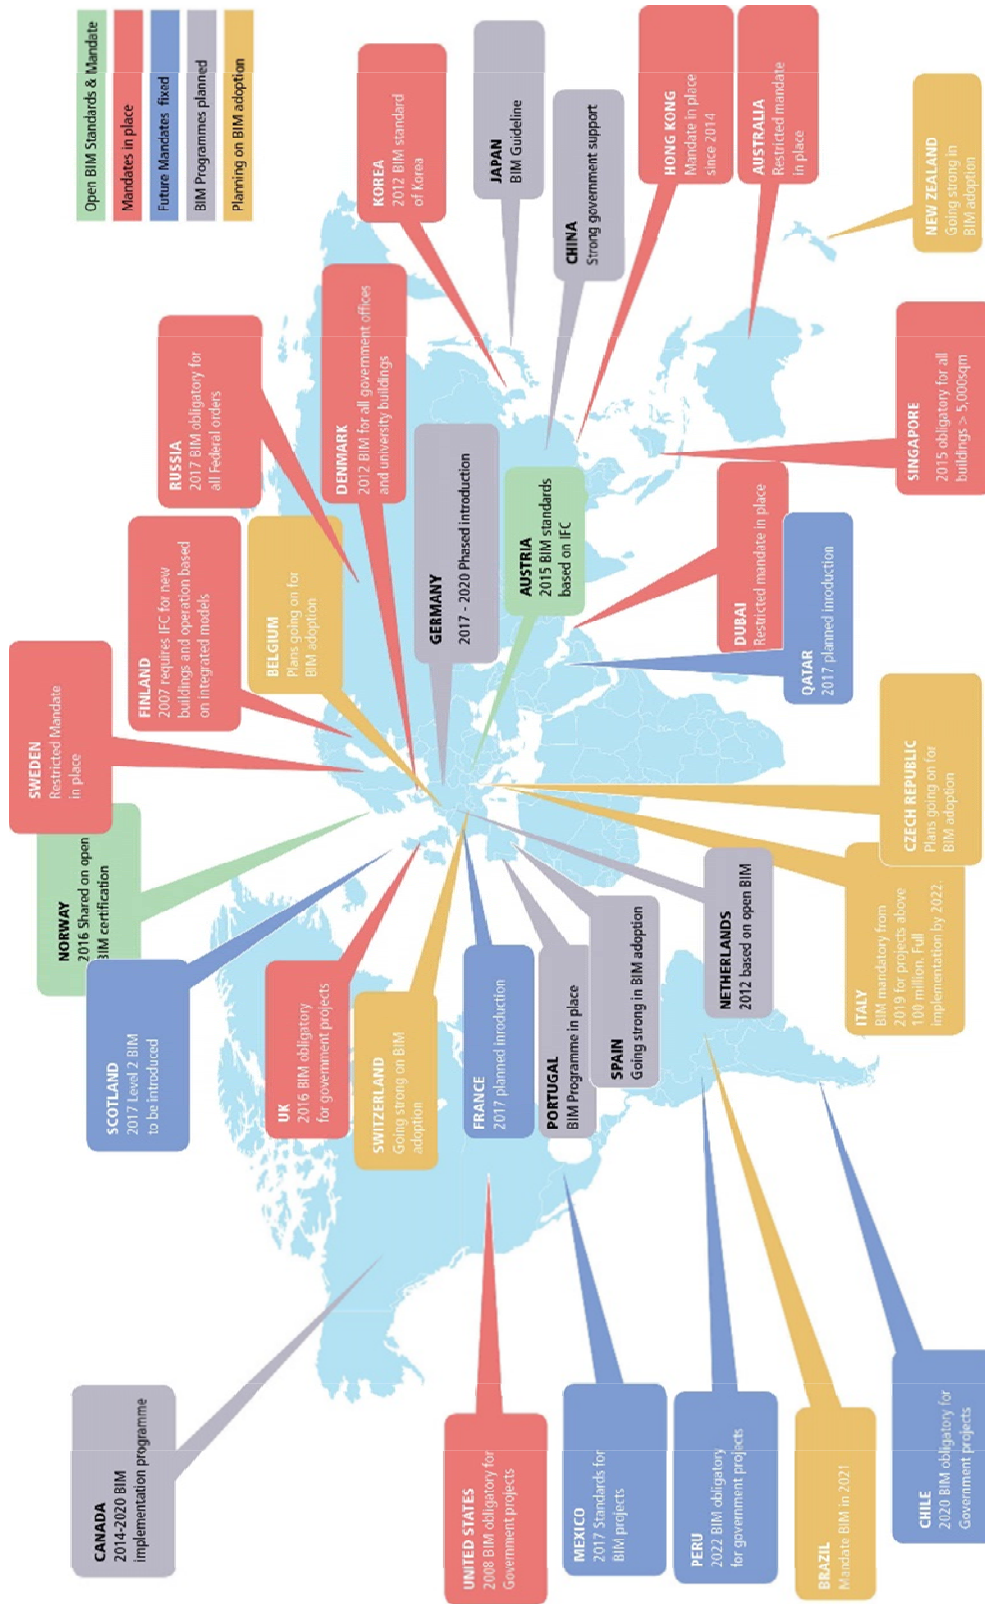 Open BIM Standards & Mandate
Mandates in place
Future Mandates fixed
BIM Programmes planned
Planning on BIM adoption
CANADA
2014-2020 BIM
implementation programme
SCOTLAND
2017 Level 2 BIM
to be introduced
NORWAY
2016 Shared on open
BIM certification
SWEDEN
Restricted Mandate
in place
FINLAND
2007 requires IFC for new
buildings and operation based
on integrated models
RUSSIA
2017 BIM obligatory for
all Federal orders
UK
2016 BIM obligatory
for government projects
BELGIUM
Plans going on for
BIM adoption
DENMARK
2012 BIM for all government offices
and university buildings
KOREA
2012 BIM standard
of Korea
SWITZERLAND
Going strong on BIM
adoption
GERMANY
2017 - 2020 Phased introduction
JAPAN
BIM Guideline
UNITED STATES
2008 BIM obligatory for
Government projects
FRANCE
2017 planned inroduction
AUSTRIA
2015 BIM standards
based on IFC
CHINA
Strong government support
PORTUGAL
BIM Programme in place
MEXICO
2017 Standards for
BIM projects
SPAIN
Going strong in BIM adoption
HONG KONG
Mandate in place
since 2014
PERU
2022 BIM obligatory
for government projects
NETHERLANDS
2012 based on open BIM
DUBAI
Restricted mandate in place
AUSTRALIA
Restricted mandate
in place
QATAR
2017 planned inroduction
BRAZIL
Mandate BIM in 2021
ITALY
BIM mandatory from
2019 for projects above
100 million. Full
implementation by 2022.
CZECH REPUBLIC
Plans going on for
BIM adoption
SINGAPORE
2015 obligatory for all
buildings > 5,000sqm
NEW ZEALAND
Going strong in
BIM adoption
CHILE
2020 BIM obligatory for
Government projects